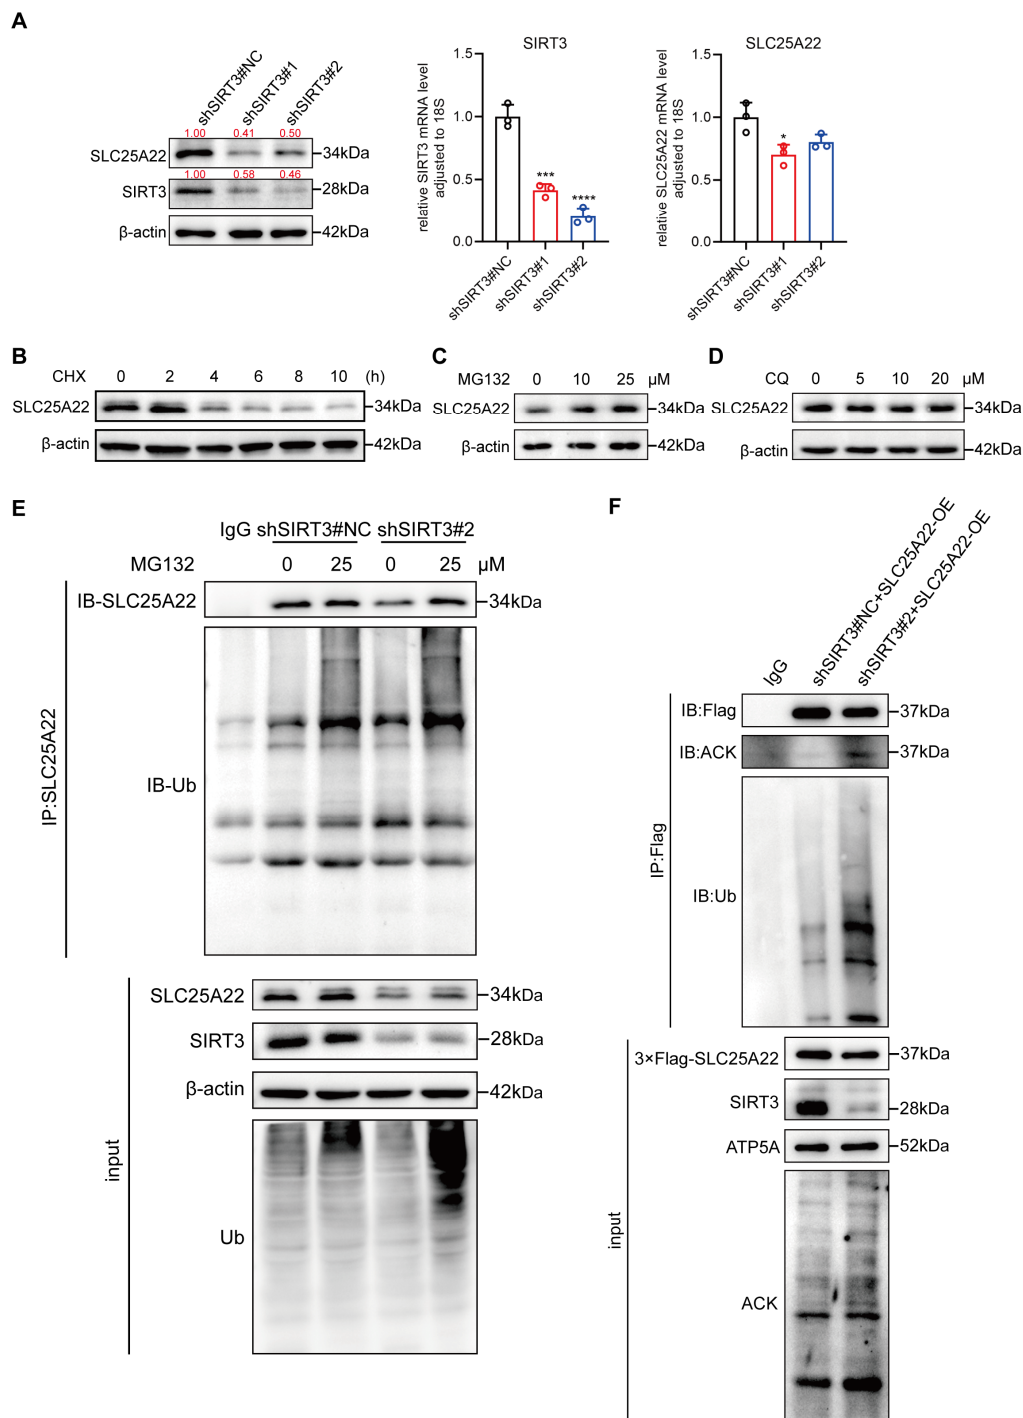 A
shSIRT3#NC
shSIRT3#1
shSIRT3#2
1.00 0.41 0.50
SLC25A22 34kDa
1.00 0.58 0.46
SIRT3 28kDa
β-actin 42kDa
SIRT3
relative SIRT3 mRNA level
adjusted to 18S
1.5
1.0
0.5
0.0
***
****
shSIRT3#NC
shSIRT3#1
shSIRT3#2
SLC25A22
relative SLC25A22 mRNA level
adjusted to 18S
1.5
1.0
0.5
0.0
*
shSIRT3#NC
shSIRT3#1
shSIRT3#2
B
CHX 0 2 4 6 8 10 (h)
SLC25A22 34kDa
β-actin 42kDa
C
MG132 0 10 25 μM
SLC25A22 34kDa
β-actin 42kDa
D
CQ 0 5 10 20 μM
SLC25A22 34kDa
β-actin 42kDa
E
IgG shSIRT3#NC shSIRT3#2
MG132 0 25 0 25 μM
IP:SLC25A22
IB-SLC25A22 34kDa
IB-Ub
input
SLC25A22 34kDa
SIRT3 28kDa
β-actin 42kDa
Ub
F
IgG
shSIRT3#NC+SLC25A22-OE
shSIRT3#2+SLC25A22-OE
IP:Flag
IB:Flag 37kDa
IB:ACK 37kDa
IB:Ub
input
3×Flag-SLC25A22 37kDa
SIRT3 28kDa
ATP5A 52kDa
ACK